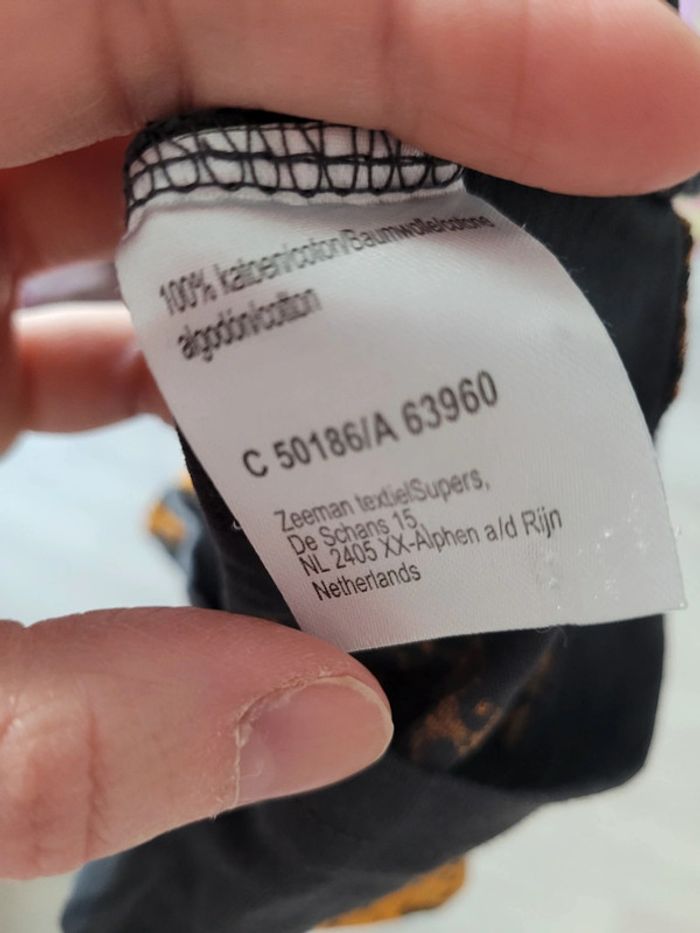 100% katoen/coton/Baumwolle/cotone
algodón/cotton
C 50186/A 63960
Zeeman textielSupers,
De Schans 15,
NL 2405 XX-Alphen a/d Rijn
Netherlands